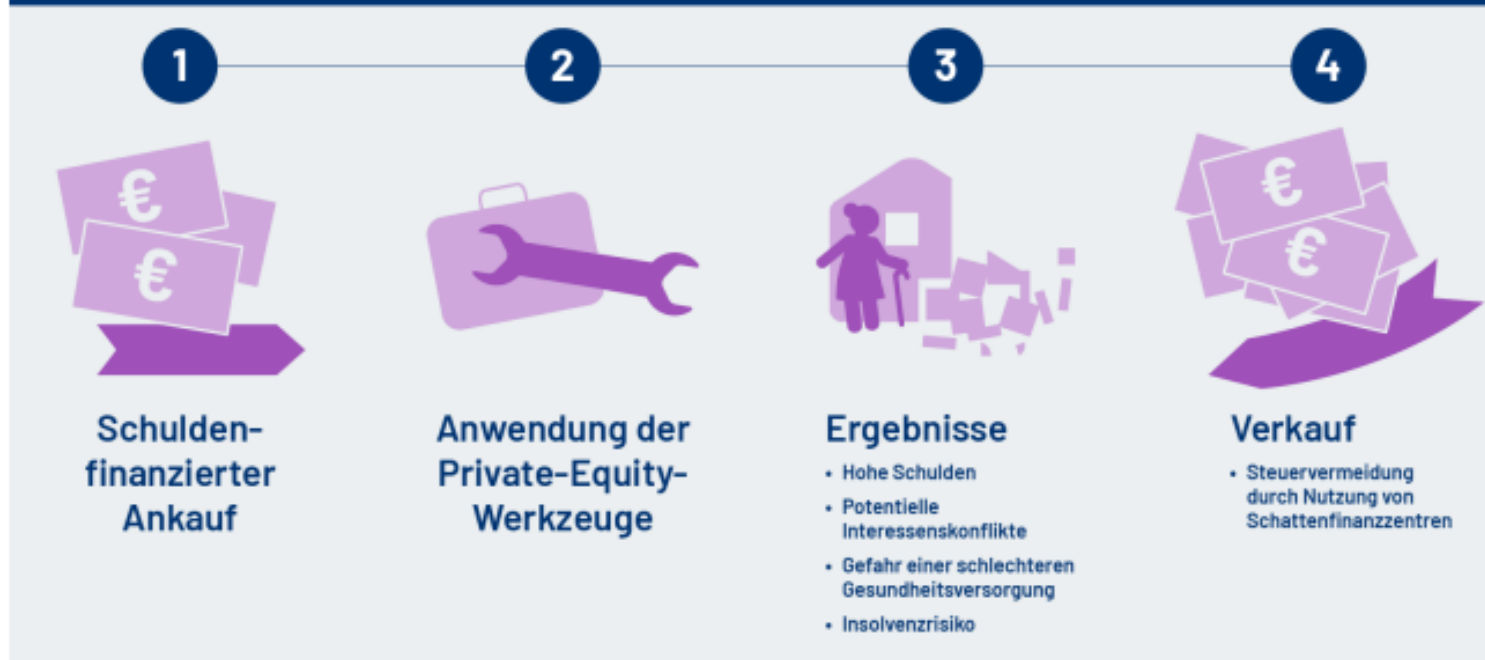 1
2
3
4
€
€
€
€
Schulden-
finanzierter
Ankauf
Anwendung der
Private-Equity-
Werkzeuge
Ergebnisse
• Hohe Schulden
• Potentielle
Interessenskonflikte
• Gefahr einer schlechteren
Gesundheitsversorgung
• Insolvenzrisiko
Verkauf
• Steuervermeidung
durch Nutzung von
Schattenfinanzzentren